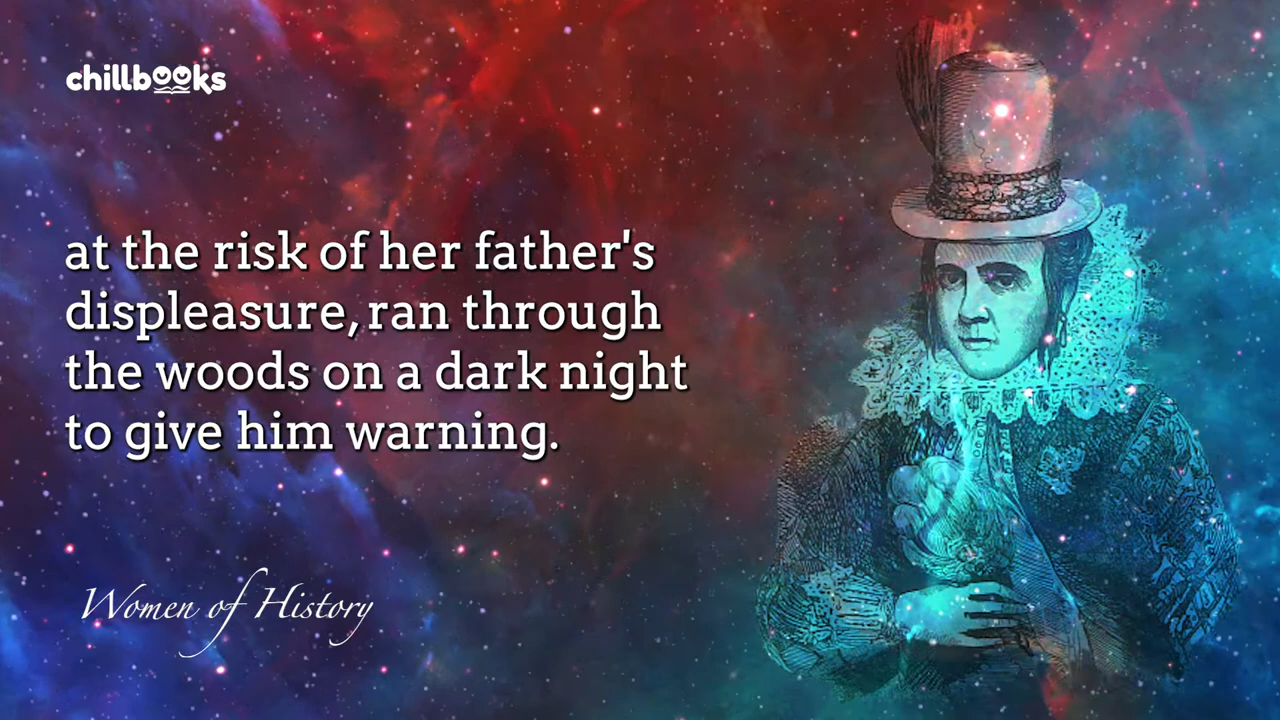 chillbooks
at the risk of her father's
displeasure, ran through
the woods on a dark night
to give him warning.
Women of History